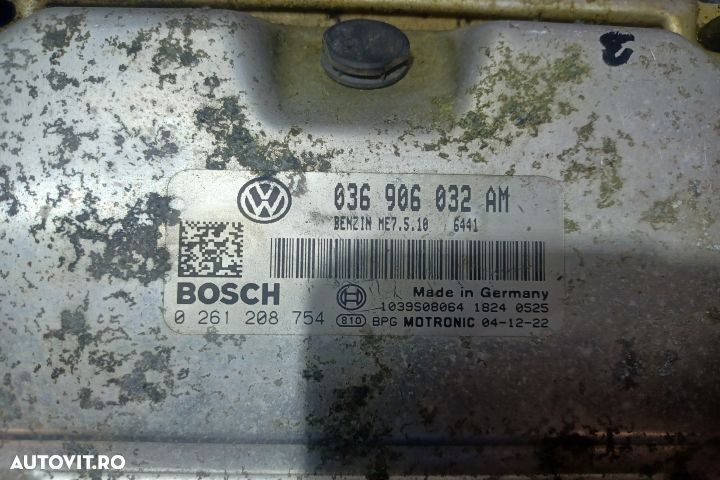 3
036 906 032 AM
BENZIN ME7.5.10 6441
BOSCH
Made in Germany
1039S08064 1824 0525
0 261 208 754
810 BPG MOTRONIC 04-12-22
AUTOVIT.RO